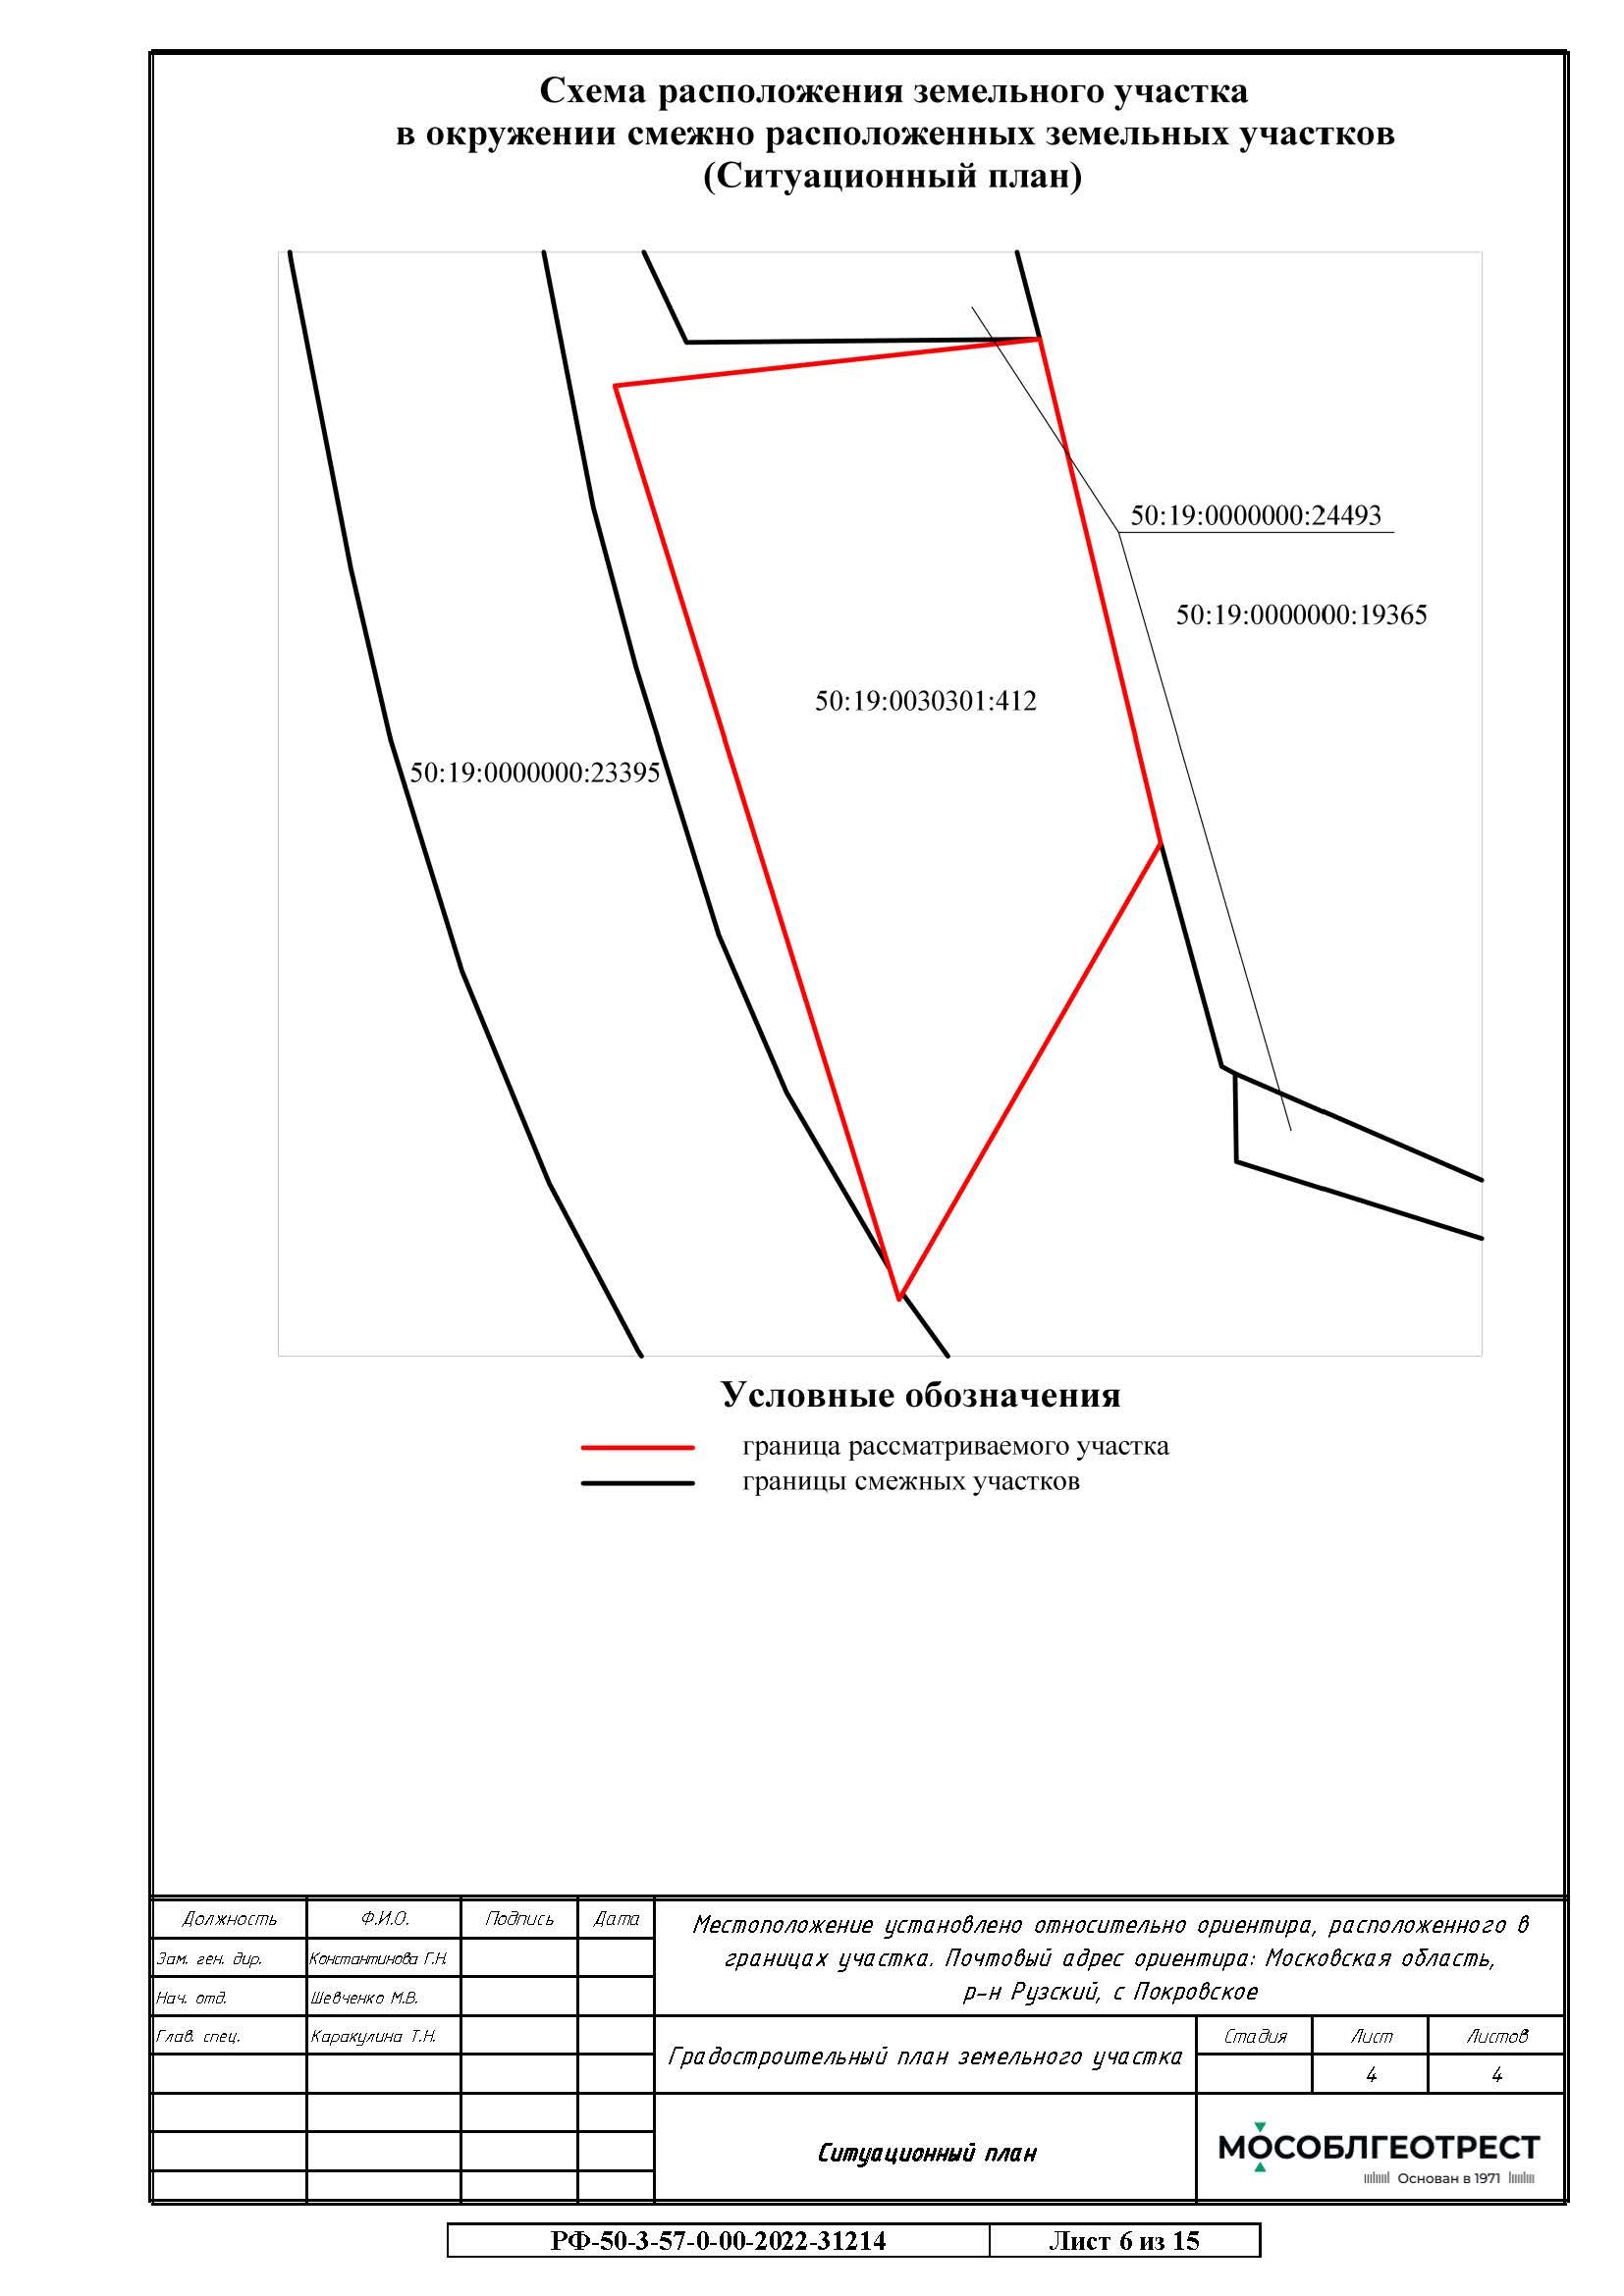 Схема расположения земельного участка
в окружении смежно расположенных земельных участков
(Ситуационный план)
50:19:0000000:24493
50:19:0000000:19365
50:19:0030301:412
50:19:0000000:23395
Условные обозначения
граница рассматриваемого участка
границы смежных участков
Должность Ф.И.О. Подпись Дата
Зам. ген. дир. Константинова Г.Н.
Нач. отд. Шевченко М.В.
Глав. спец. Каракулина Т.Н.
Местоположение установлено относительно ориентира, расположенного в
границах участка. Почтовый адрес ориентира: Московская область,
р-н Рузский, с Покровское
Градостроительный план земельного участка
Стадия Лист Листов
4 4
Ситуационный план
МОСОБЛГЕОТРЕСТ
Основан в 1971
РФ-50-3-57-0-00-2022-31214 Лист 6 из 15